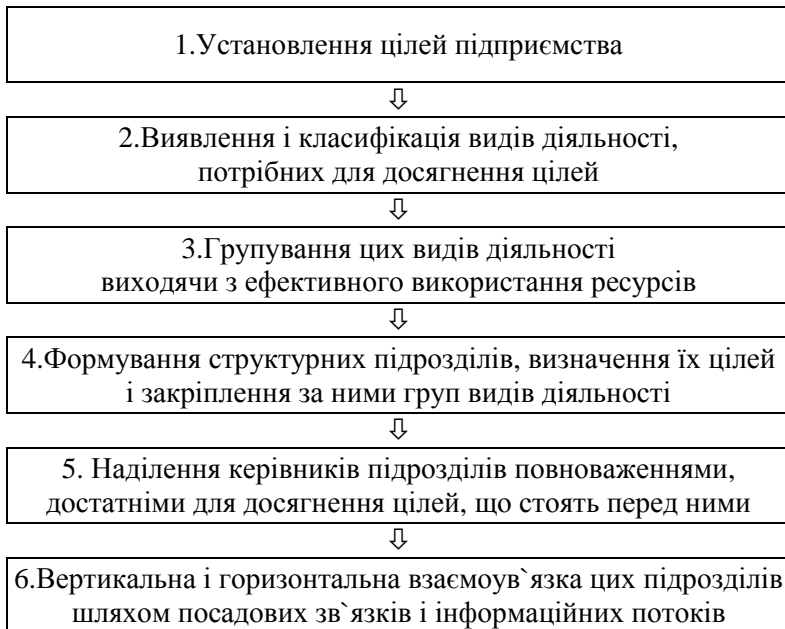 1.Установлення цілей підприємства
⇩
2.Виявлення і класифікація видів діяльності,
потрібних для досягнення цілей
⇩
3.Групування цих видів діяльності
виходячи з ефективного використання ресурсів
⇩
4.Формування структурних підрозділів, визначення їх цілей
і закріплення за ними груп видів діяльності
⇩
5. Наділення керівників підрозділів повноваженнями,
достатніми для досягнення цілей, що стоять перед ними
⇩
6.Вертикальна і горизонтальна взаємоув`язка цих підрозділів
шляхом посадових зв`язків і інформаційних потоків